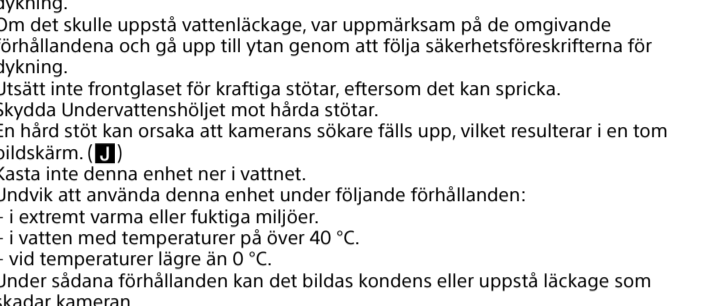 dykning.
Om det skulle uppstå vattenläckage, var uppmärksam på de omgivande
förhållandena och gå upp till ytan genom att följa säkerhetsföreskrifterna för
dykning.
Utsätt inte frontglaset för kraftiga stötar, eftersom det kan spricka.
Skydda Undervattenshöljet mot hårda stötar.
En hård stöt kan orsaka att kamerans sökare fälls upp, vilket resulterar i en tom
bildskärm. (J)
Kasta inte denna enhet ner i vattnet.
Undvik att använda denna enhet under följande förhållanden:
– i extremt varma eller fuktiga miljöer.
– i vatten med temperaturer på över 40 °C.
– vid temperaturer lägre än 0 °C.
Under sådana förhållanden kan det bildas kondens eller uppstå läckage som
skadar kameran